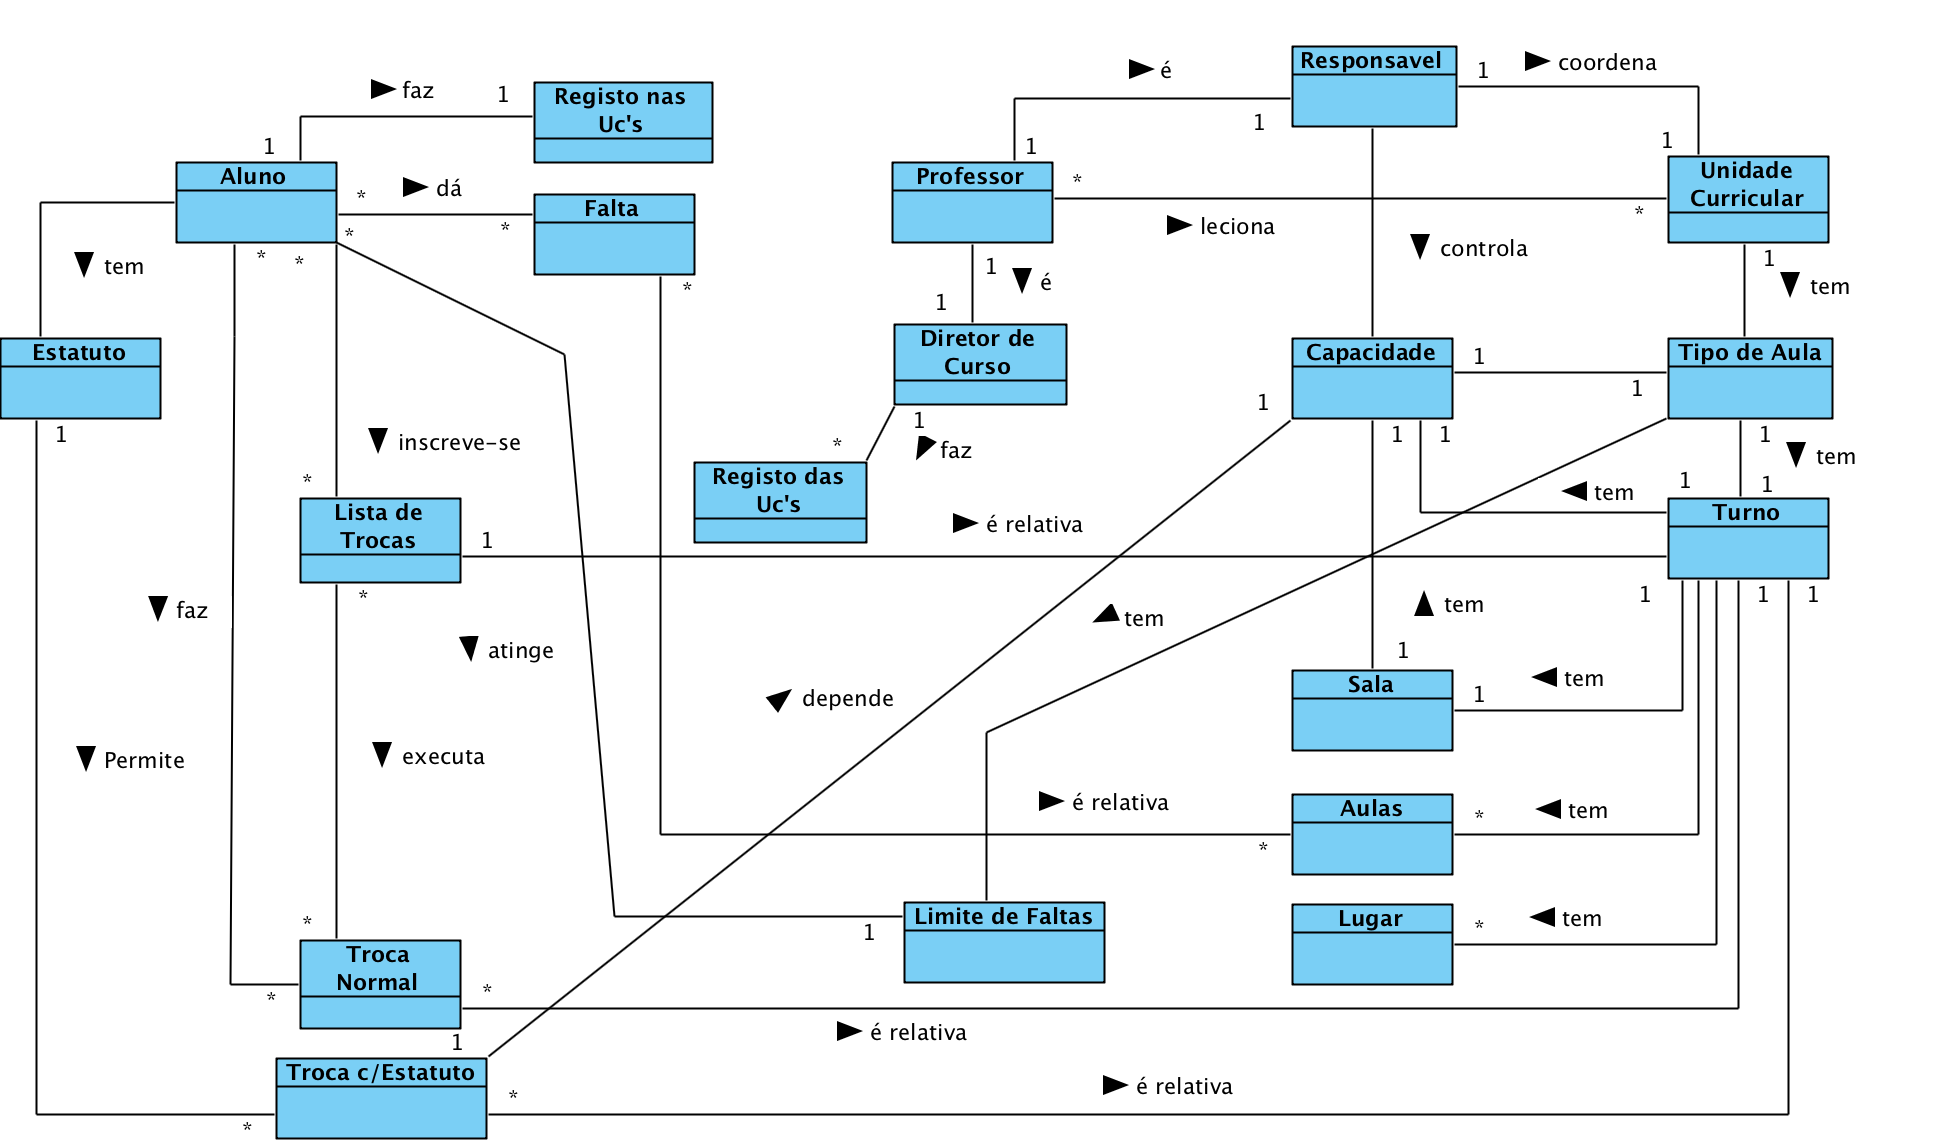 Responsavel
1
coordena
é
faz
1
Registo nas
Uc's
1
1
1
1
Aluno
*
dá
Falta
*
*
Professor
*
leciona
*
Unidade
Curricular
controla
tem
*
*
1
é
1
tem
1
Estatuto
*
Diretor de
Curso
Capacidade
1
1
Tipo de Aula
1
1
inscreve-se
*
1
faz
*
Registo das
Uc's
1
1
1
tem
tem
1
1
Lista de
Trocas
1
é relativa
Turno
*
faz
atinge
tem
tem
1
1
1
1
Sala
1
tem
depende
Permite
executa
é relativa
*
Aulas
*
tem
*
Troca
Normal
*
*
1
Limite de Faltas
Lugar
*
tem
é relativa
1
Troca c/Estatuto
*
*
é relativa